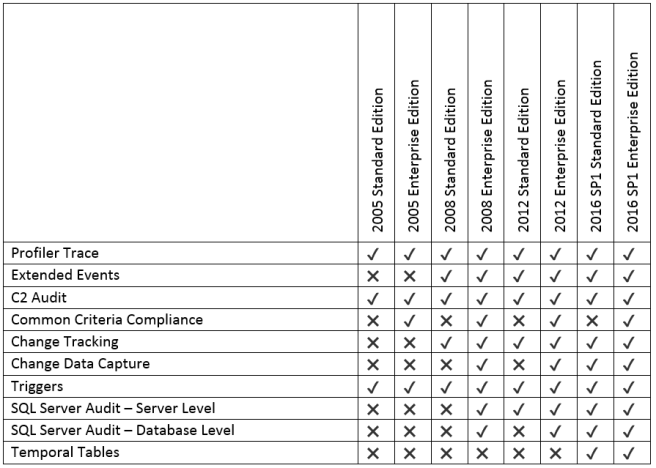 2005 Standard Edition
2005 Enterprise Edition
2008 Standard Edition
2008 Enterprise Edition
2012 Standard Edition
2012 Enterprise Edition
2016 SP1 Standard Edition
2016 SP1 Enterprise Edition
Profiler Trace ✓ ✓ ✓ ✓ ✓ ✓ ✓ ✓
Extended Events ✕ ✕ ✓ ✓ ✓ ✓ ✓ ✓
C2 Audit ✓ ✓ ✓ ✓ ✓ ✓ ✓ ✓
Common Criteria Compliance ✕ ✓ ✕ ✓ ✕ ✓ ✕ ✓
Change Tracking ✕ ✕ ✓ ✓ ✓ ✓ ✓ ✓
Change Data Capture ✕ ✕ ✕ ✓ ✕ ✓ ✓ ✓
Triggers ✓ ✓ ✓ ✓ ✓ ✓ ✓ ✓
SQL Server Audit – Server Level ✕ ✕ ✕ ✓ ✓ ✓ ✓ ✓
SQL Server Audit – Database Level ✕ ✕ ✕ ✓ ✕ ✓ ✓ ✓
Temporal Tables ✕ ✕ ✕ ✕ ✕ ✕ ✓ ✓